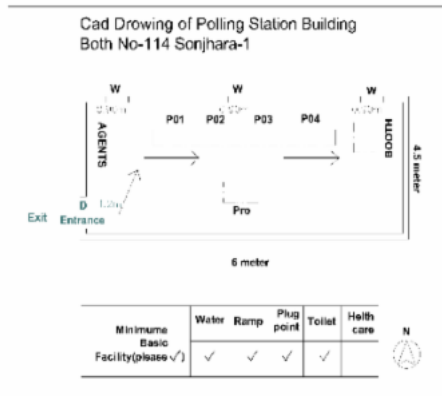 Cad Drowing of Polling Station Building
Both No-114 Sonjhara-1
W W W
AGENTS P01 P02 P03 P04 BOOTH
4.5 meter
D
Exit Entrance
Pro
6 meter
Minimume Basic Facility(please ✓) Water Ramp Plug point Toilet Helth care
✓ ✓ ✓ ✓
N